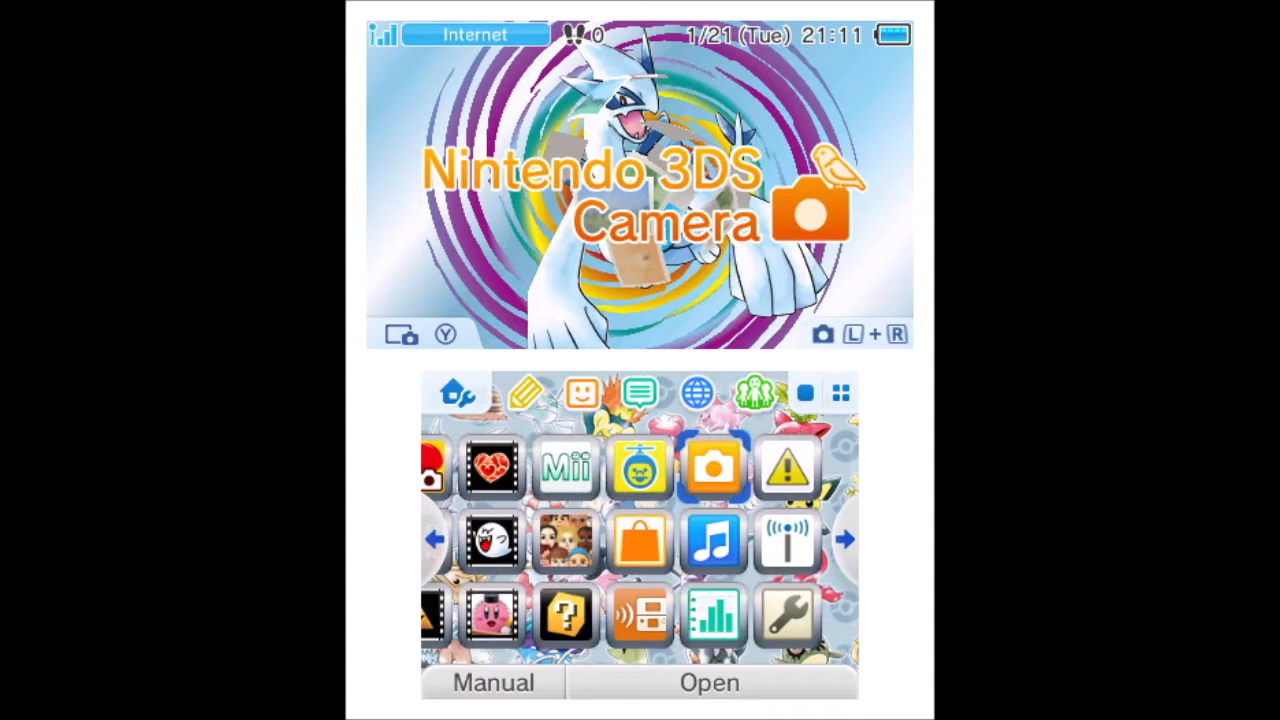 Internet 0 1/21 (Tue) 21:11
Nintendo 3DS
Camera
Y L + R
Mii
?
Manual Open